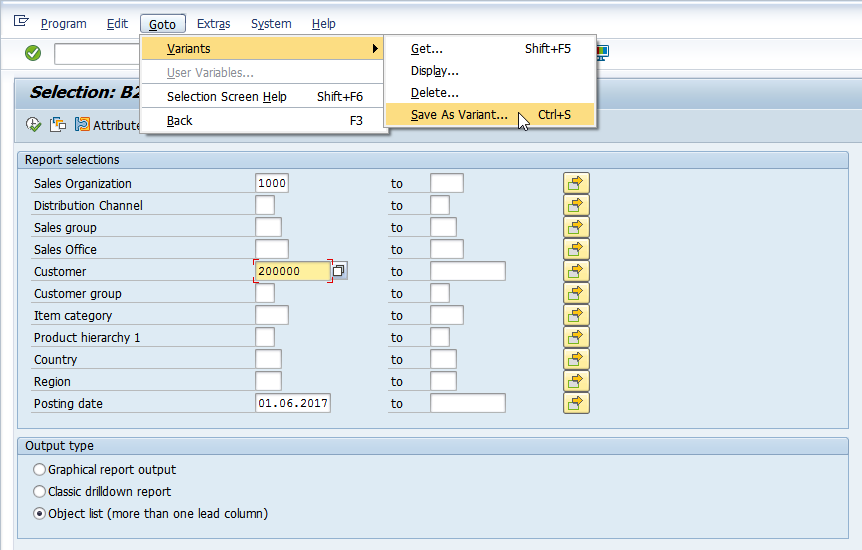 Program Edit Goto Extras System Help
Variants
User Variables...
Selection Screen Help Shift+F6
Back F3
Get... Shift+F5
Display...
Delete...
Save As Variant... Ctrl+S
Selection: B2
Attribute
Report selections
Sales Organization 1000 to
Distribution Channel to
Sales group to
Sales Office to
Customer 200000 to
Customer group to
Item category to
Product hierarchy 1 to
Country to
Region to
Posting date 01.06.2017 to
Output type
Graphical report output
Classic drilldown report
Object list (more than one lead column)